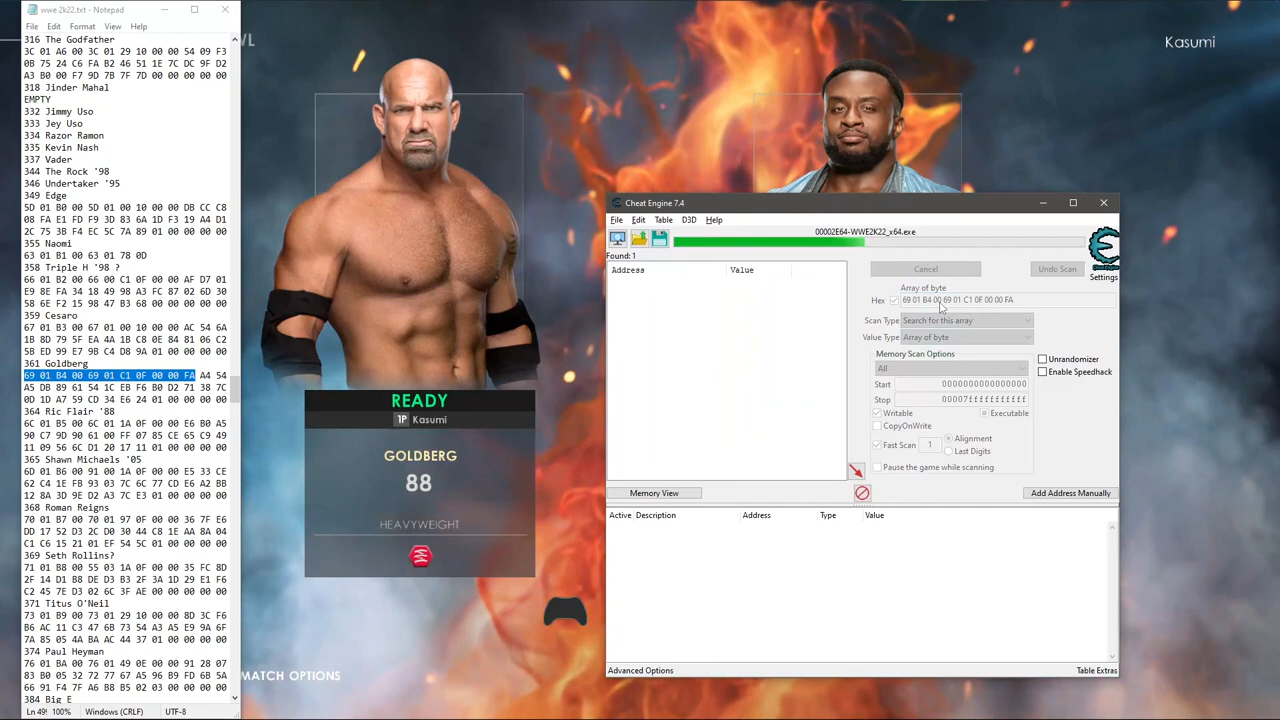 wwe 2k22.txt - Notepad
File Edit Format View Help
316 The Godfather
3C 01 A6 00 3C 01 29 10 00 00 54 09 F3
0B 75 24 C6 FA B2 46 51 1E 7C DC 9F D2
A3 B0 00 F9 7D 7B 7F 7D 00 00 00 00
318 Jinder Mahal
EMPTY
332 Jimmy Uso
333 Jey Uso
334 Razor Ramon
335 Kevin Nash
337 Vader
344 The Rock '98
346 Undertaker '95
349 Edge
5D 01 B0 00 5D 01 00 10 00 00 DB CC C8
08 FA E1 FD F9 3D 83 6A 1D F3 19 A4 D1
2C 75 3B F4 EC 5C 7A 89 01 00 00 00 00
355 Naomi
63 01 B1 00 63 01 78 0D
358 Triple H '98 ?
66 01 B2 00 66 00 C1 0F 00 00 AF D7 01
E9 8E FA 34 18 49 98 A3 6C 87 02 6D 30
58 6E F2 15 98 47 B3 68 00 00 00 00
359 Cesaro
67 01 B3 00 67 01 00 10 00 00 AC 54 6A
1B 8D 79 5F EA 4A 1B C8 0E 84 81 06 C2
5B ED 99 E7 9B C4 D8 9A 01 00 00 00 00
361 Goldberg
69 01 B4 00 69 01 C1 0F 00 00 FA A4 54
A5 DB 89 61 54 1C EB F6 B0 D2 71 38 7C
0D 1D A7 59 CD 34 E6 24 01 00 00 00 00
364 Ric Flair '88
6C 01 B5 00 6C 01 1A 0F 00 00 E6 B0 A5
90 C7 9D 90 61 00 FF 07 85 CE 65 C9 49
11 09 56 6C D1 20 17 11 01 00 00 00 00
365 Shawn Michaels '05
6D 01 B6 00 91 00 1A 0F 00 00 E5 33 CE
62 C4 1E FB 93 03 7C 6C 77 CD E6 A2 BB
12 8A 3D 9E D2 A3 7C E3 01 00 00 00 00
368 Roman Reigns
70 01 B7 00 70 01 97 0F 00 00 36 7F E6
DD 17 52 D3 2C D0 30 44 C8 1E AA 8A 04
C1 C6 15 21 01 EF 54 5C 01 00 00 00 00
369 Seth Rollins?
71 01 B8 00 55 03 1A 0F 00 00 35 FC 8D
2F 14 D1 B8 DE D3 B3 2F 3A 1D 29 E1 F6
C2 45 7E D3 02 6C 3F AE 00 00 00 00
371 Titus O'Neil
73 01 B9 00 73 01 29 10 00 00 8D 3C F6
B6 AC 11 C3 47 6B 73 54 A3 A5 E9 9A 6F
7A 85 05 4A BA AC 44 37 01 00 00 00 00
374 Paul Heyman
76 01 BA 00 76 01 49 0E 00 00 91 28 07
83 B0 05 32 72 77 67 A5 96 B9 FD 6B 5A
66 91 F4 7F A6 B8 B5 02 03 00 00 00 00
384 Big E
100% Windows (CRLF) UTF-8
Kasumi
READY
1P Kasumi
GOLDBERG
88
HEAVYWEIGHT
MATCH OPTIONS
Cheat Engine 7.4
File Edit Table D3D Help
00002E64-WWE2K22_x64.exe
Found: 1
Address Value
Cancel Undo Scan
Settings
Array of byte
Hex 69 01 B4 00 69 01 C1 0F 00 00 FA
Scan Type Search for this array
Value Type Array of byte
Memory Scan Options
All
Unrandomizer
Enable Speedhack
Start 0000000000000000
Stop 00007fffffffffff
Writable Executable
CopyOnWrite
Fast Scan 1 Alignment
Last Digits
Pause the game while scanning
Memory View Add Address Manually
Active Description Address Type Value
Advanced Options Table Extras